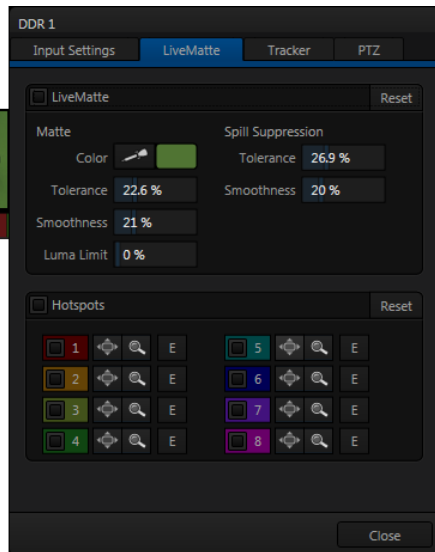 DDR 1
Input Settings LiveMatte Tracker PTZ
LiveMatte Reset
Matte Spill Suppression
Color Tolerance 26.9 %
Tolerance 22.6 % Smoothness 20 %
Smoothness 21 %
Luma Limit 0 %
Hotspots Reset
1 E 5 E
2 E 6 E
3 E 7 E
4 E 8 E
Close